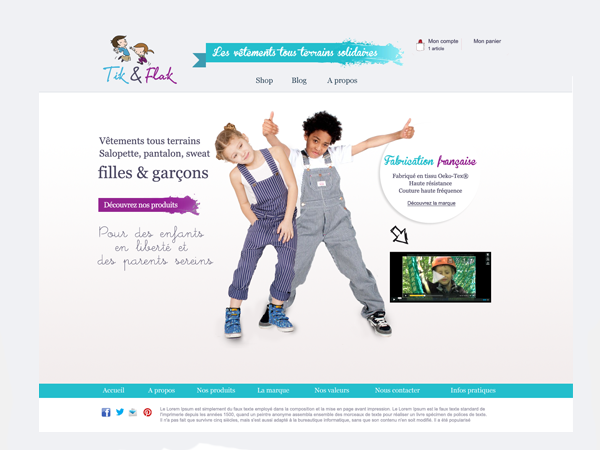 Tik & Flak
Les vêtements tous terrains solidaires
Mon compte
1 article
Mon panier
Shop
Blog
A propos
Vêtements tous terrains
Salopette, pantalon, sweat
filles & garçons
Découvrez nos produits
Pour des enfants
en liberté et
des parents sereins
Fabrication française
Fabriqué en tissu Oeko-Tex®
Haute résistance
Couture haute fréquence
Découvrez la marque
Accueil
A propos
Nos produits
La marque
Nos valeurs
Nous contacter
Infos pratiques
Le Lorem Ipsum est simplement du faux texte employé dans la composition et la mise en page avant impression. Le Lorem Ipsum est le faux texte standard de
l'imprimerie depuis les années 1500, quand un peintre anonyme assembla ensemble des morceaux de texte pour réaliser un livre spécimen de polices de texte.
Il n'a pas fait que survivre cinq siècles, mais s'est aussi adapté à la bureautique informatique, sans que son contenu n'en soit modifié. Il a été popularisé